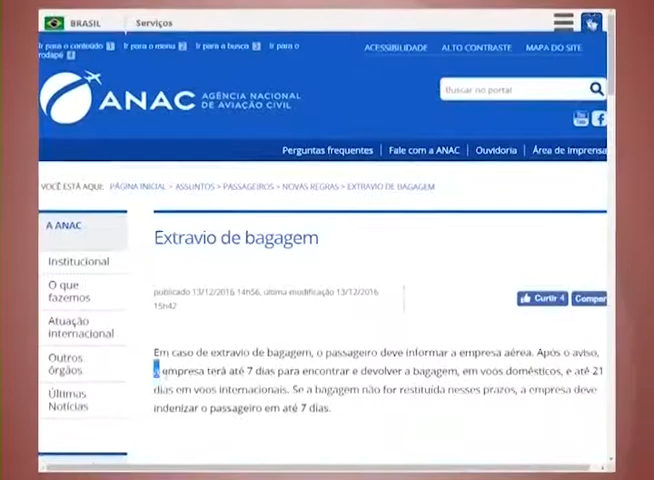 BRASIL Serviços
Ir para o conteúdo 1 Ir para o menu 2 Ir para a busca 3 Ir para o
rodapé 4
ACESSIBILIDADE ALTO CONTRASTE MAPA DO SITE
ANAC AGÊNCIA NACIONAL
DE AVIAÇÃO CIVIL
Buscar no portal
You Tube f
Perguntas frequentes | Fale com a ANAC | Ouvidoria | Área de Imprensa
VOCÊ ESTÁ AQUI: PÁGINA INICIAL > ASSUNTOS > PASSAGEIROS > NOVAS REGRAS > EXTRAVIO DE BAGAGEM
A ANAC
Institucional
O que
fazemos
Atuação
internacional
Outros
órgãos
Últimas
Notícias
Extravio de bagagem
publicado 13/12/2016 14h56, última modificação 13/12/2016
15h42
Curtir 4 Compar
Em caso de extravio de bagagem, o passageiro deve informar a empresa aérea. Após o aviso,
a empresa terá até 7 dias para encontrar e devolver a bagagem, em voos domésticos, e até 21
dias em voos internacionais. Se a bagagem não for restituída nesses prazos, a empresa deve
indenizar o passageiro em até 7 dias.